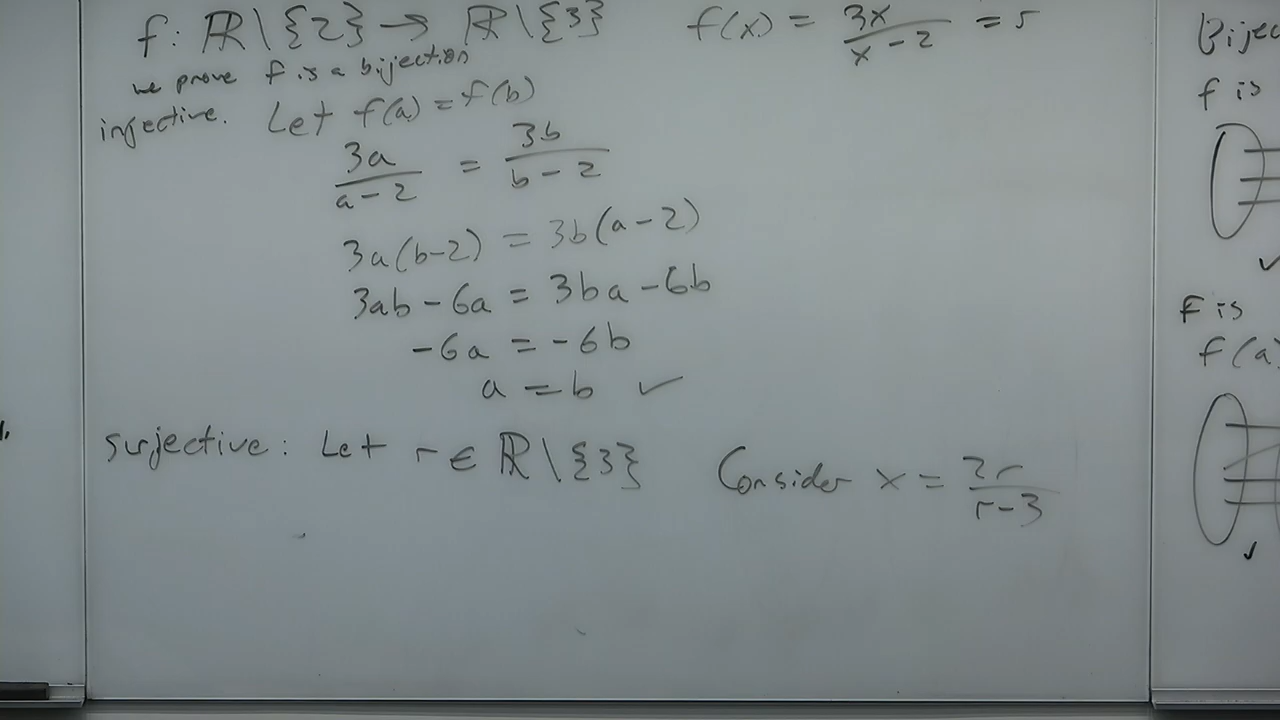 f: ℝ\{2} → ℝ\{3} f(x) = 3x/(x-2) = 5
we prove f is a bijection
injective. Let f(a) = f(b)
3a/(a-2) = 3b/(b-2)
3a(b-2) = 3b(a-2)
3ab - 6a = 3ba - 6b
-6a = -6b
a = b ✓
surjective: Let r ∈ ℝ\{3} Consider x = 2r/(r-3)
f is
✓
F is
f(a)
✓